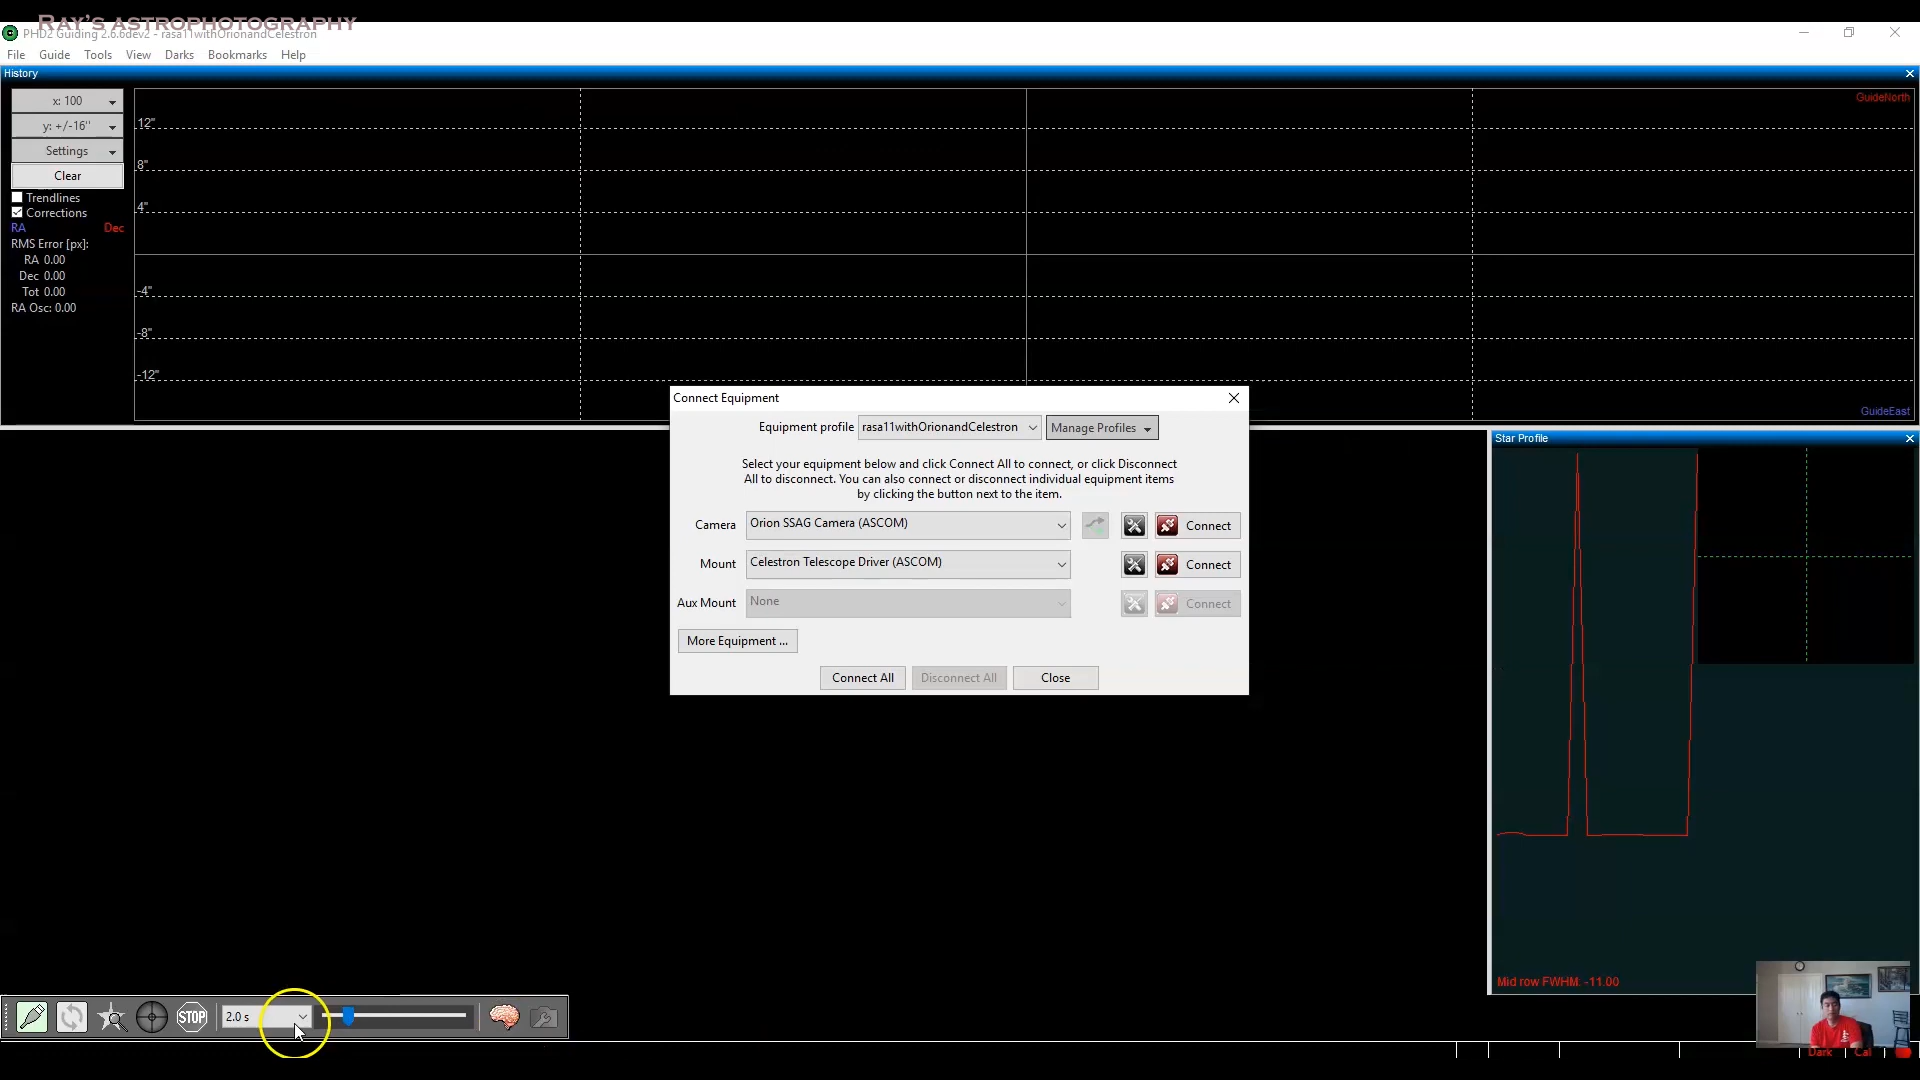 RAY'S ASTROPHOTOGRAPHY
PHD2 Guiding 2.6.6dev2 - rasa11withOrionandCelestron
File Guide Tools View Darks Bookmarks Help
History
x: 100
y: +/-16"
Settings
Clear
Trendlines
Corrections
RA Dec
RMS Error [px]:
RA 0.00
Dec 0.00
Tot 0.00
RA Osc: 0.00
12"
8"
4"
-4"
-8"
-12"
GuideNorth
GuideEast
Connect Equipment
Equipment profile rasa11withOrionandCelestron Manage Profiles
Select your equipment below and click Connect All to connect, or click Disconnect
All to disconnect. You can also connect or disconnect individual equipment items
by clicking the button next to the item.
Camera Orion SSAG Camera (ASCOM) Connect
Mount Celestron Telescope Driver (ASCOM) Connect
Aux Mount None Connect
More Equipment ...
Connect All Disconnect All Close
Star Profile
Mid row FWHM: -11.00
STOP 2.0 s
Dark Cal